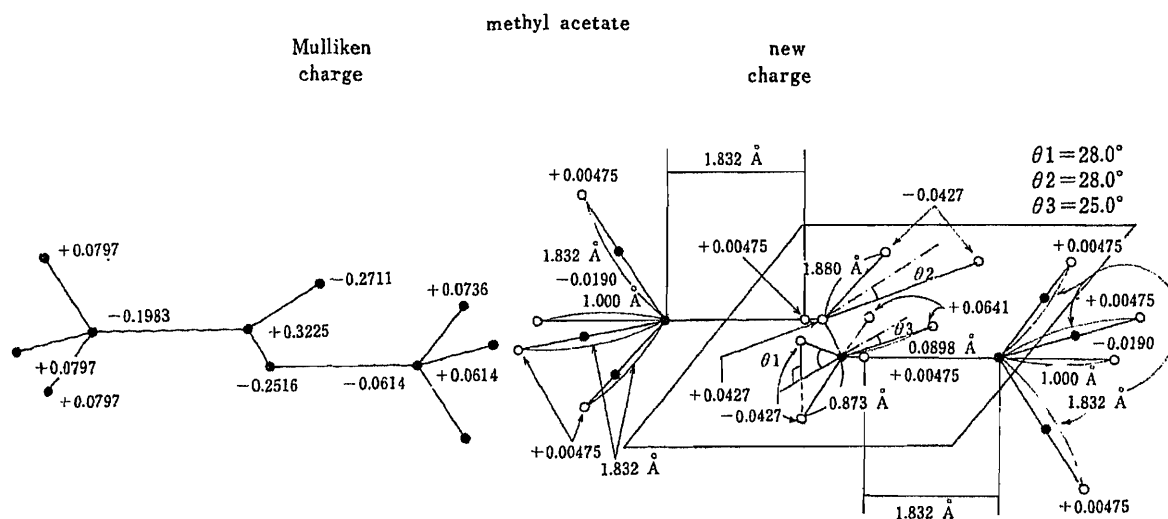 methyl acetate
Mulliken
charge
new
charge
+0.0797
-0.1983
+0.0797
+0.0797
-0.2711
+0.3225
-0.2516
-0.0614
+0.0736
+0.0614
+0.00475
1.832 Å
-0.0190
1.000 Å
+0.00475
1.832 Å
1.832 Å
+0.00475
-0.0427
1.880 Å
θ2
+0.0641
θ3
0.0898 Å
θ1
+0.0427
-0.0427
0.873 Å
+0.00475
θ1=28.0°
θ2=28.0°
θ3=25.0°
+0.00475
+0.00475
-0.0190
1.000 Å
1.832 Å
+0.00475
1.832 Å